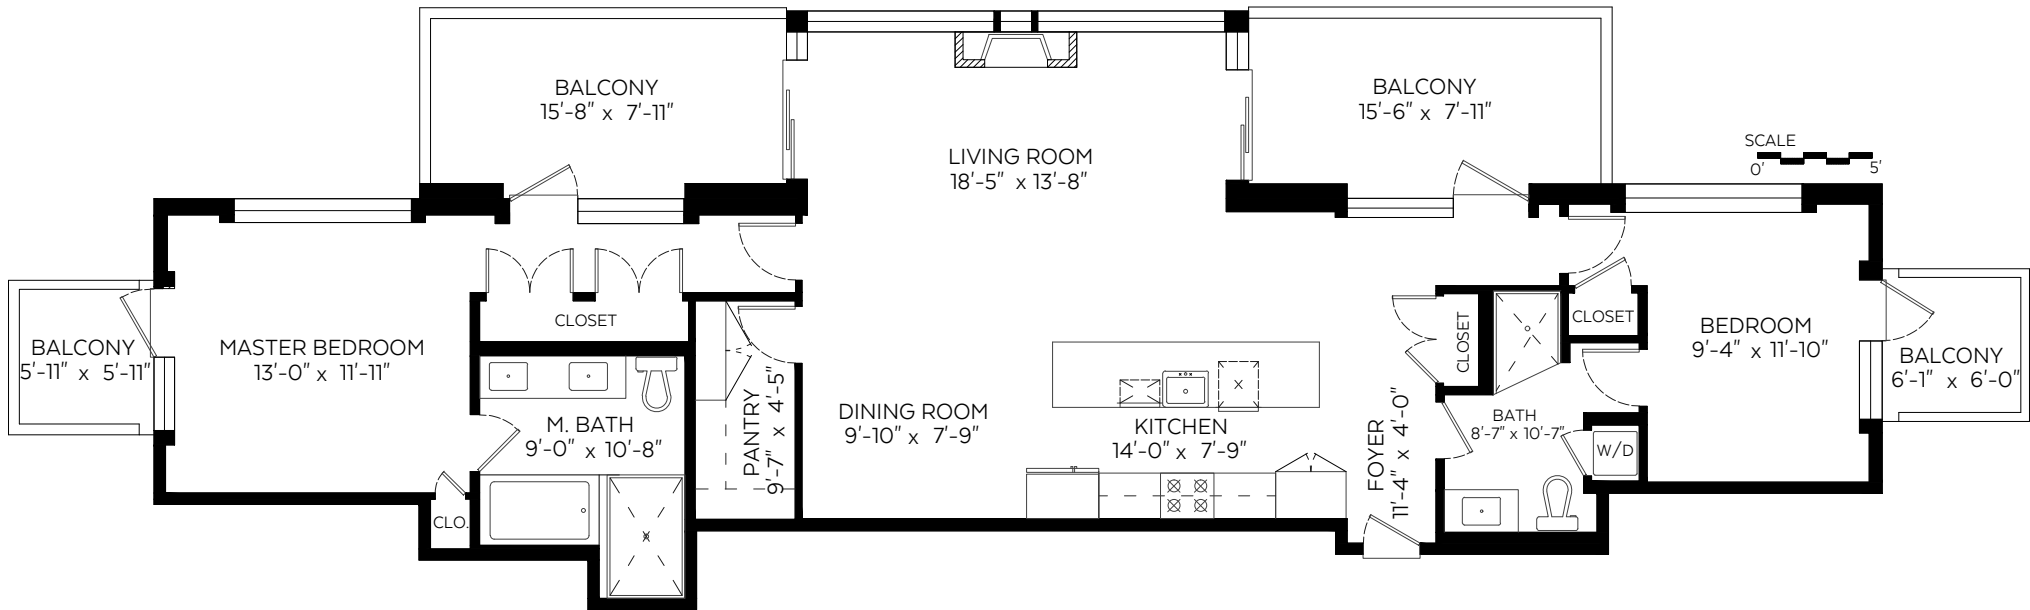 BALCONY
15'-8" x 7'-11"
BALCONY
15'-6" x 7'-11"
LIVING ROOM
18'-5" x 13'-8"
SCALE
0' 5'
BALCONY
5'-11" x 5'-11"
MASTER BEDROOM
13'-0" x 11'-11"
CLOSET
CLOSET
CLOSET
BEDROOM
9'-4" x 11'-10"
BALCONY
6'-1" x 6'-0"
M. BATH
9'-0" x 10'-8"
PANTRY
9'-7" x 4'-5"
DINING ROOM
9'-10" x 7'-9"
KITCHEN
14'-0" x 7'-9"
FOYER
11'-4" x 4'-0"
BATH
8'-7" x 10'-7"
W/D
CLO.